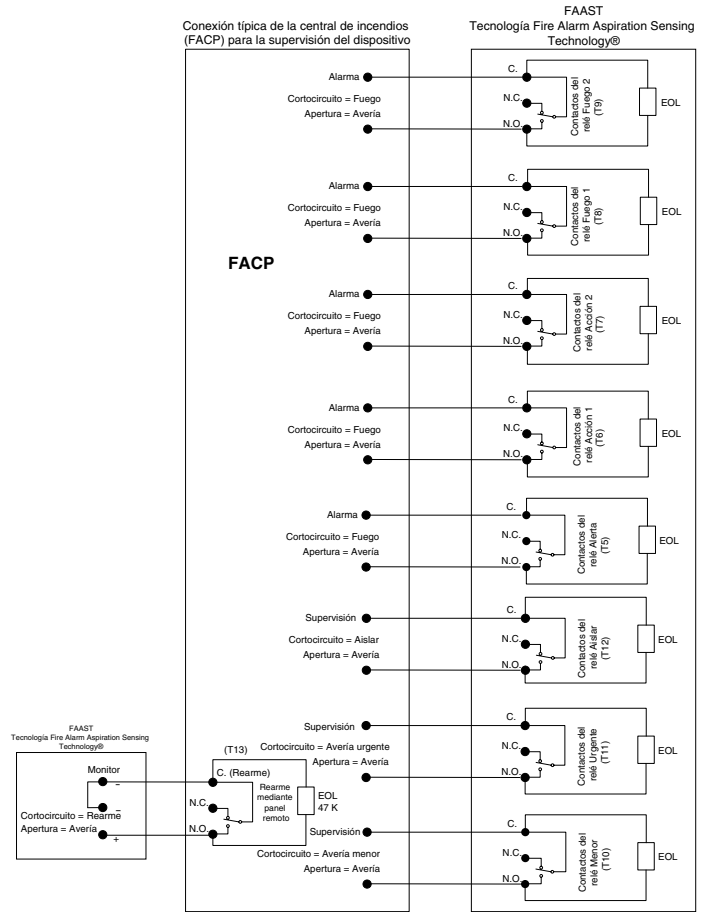 Conexión típica de la central de incendios
(FACP) para la supervisión del dispositivo
FAAST
Tecnología Fire Alarm Aspiration Sensing
Technology®
FACP
Alarma
Cortocircuito = Fuego
Apertura = Avería
C.
N.C.
N.O.
Contactos del
relé Fuego 2
(T9)
EOL
Alarma
Cortocircuito = Fuego
Apertura = Avería
C.
N.C.
N.O.
Contactos del
relé Fuego 1
(T8)
EOL
Alarma
Cortocircuito = Fuego
Apertura = Avería
C.
N.C.
N.O.
Contactos del
relé Acción 2
(T7)
EOL
Alarma
Cortocircuito = Fuego
Apertura = Avería
C.
N.C.
N.O.
Contactos del
relé Acción 1
(T6)
EOL
Alarma
Cortocircuito = Fuego
Apertura = Avería
C.
N.C.
N.O.
Contactos del
relé Alerta
(T5)
EOL
Supervisión
Cortocircuito = Aislar
Apertura = Avería
C.
N.C.
N.O.
Contactos del
relé Aislar
(T12)
EOL
Supervisión
Cortocircuito = Avería urgente
Apertura = Avería
C.
N.C.
N.O.
Contactos del
relé Urgente
(T11)
EOL
Supervisión
Cortocircuito = Avería menor
Apertura = Avería
C.
N.C.
N.O.
Contactos del
relé Menor
(T10)
EOL
FAAST
Tecnología Fire Alarm Aspiration Sensing
Technology®
Monitor
–
–
Cortocircuito = Rearme
Apertura = Avería
+
(T13)
C. (Rearme)
N.C.
N.O.
Rearme
mediante
panel
remoto
EOL
47 K